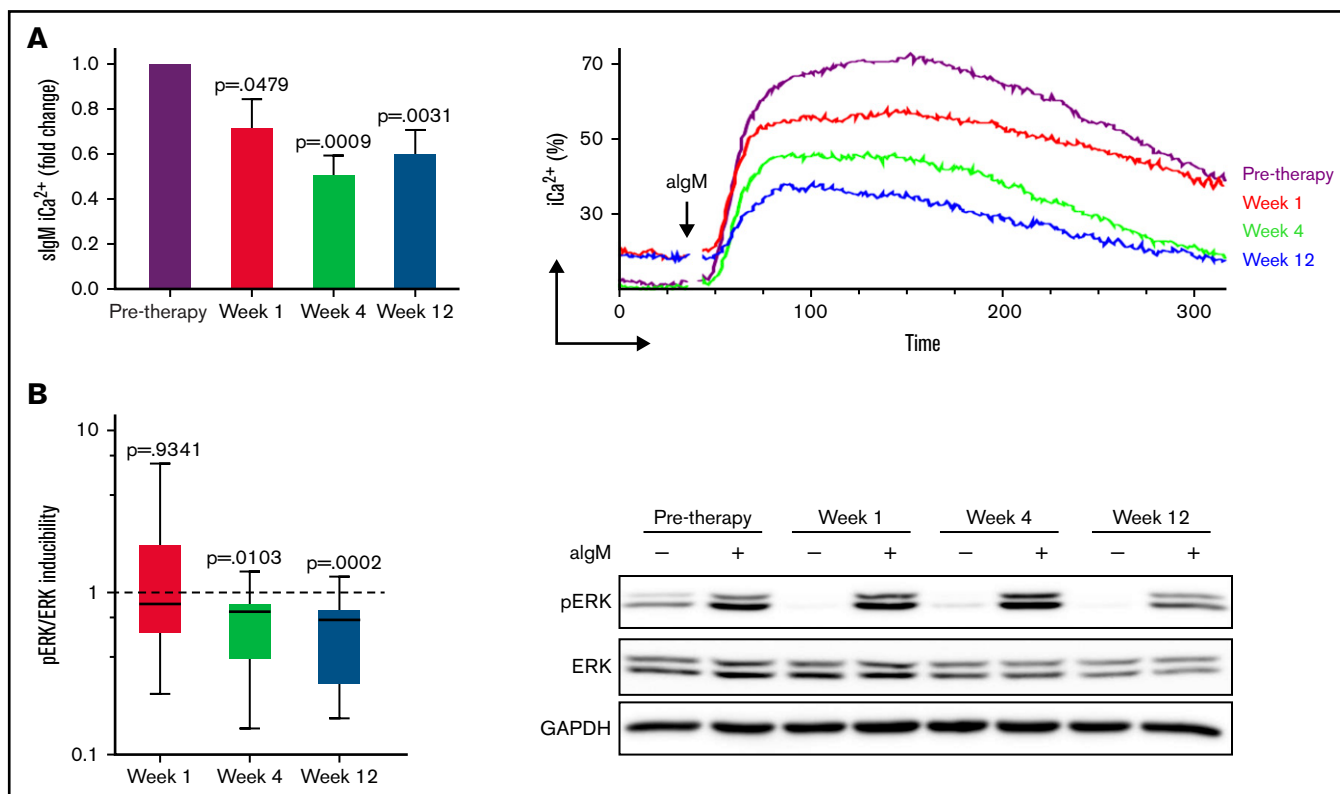 A
sIgM iCa2+ (fold change)
1.0
0.8
0.6
0.4
0.2
0.0
p=.0479
p=.0009
p=.0031
Pre-therapy Week 1 Week 4 Week 12
iCa2+ (%)
70
50
30
aIgM
0 100 200 300
Time
Pre-therapy
Week 1
Week 4
Week 12
B
pERK/ERK inducibility
10
1
0.1
p=.9341
p=.0103
p=.0002
Week 1 Week 4 Week 12
Pre-therapy Week 1 Week 4 Week 12
aIgM − + − + − + − +
pERK
ERK
GAPDH